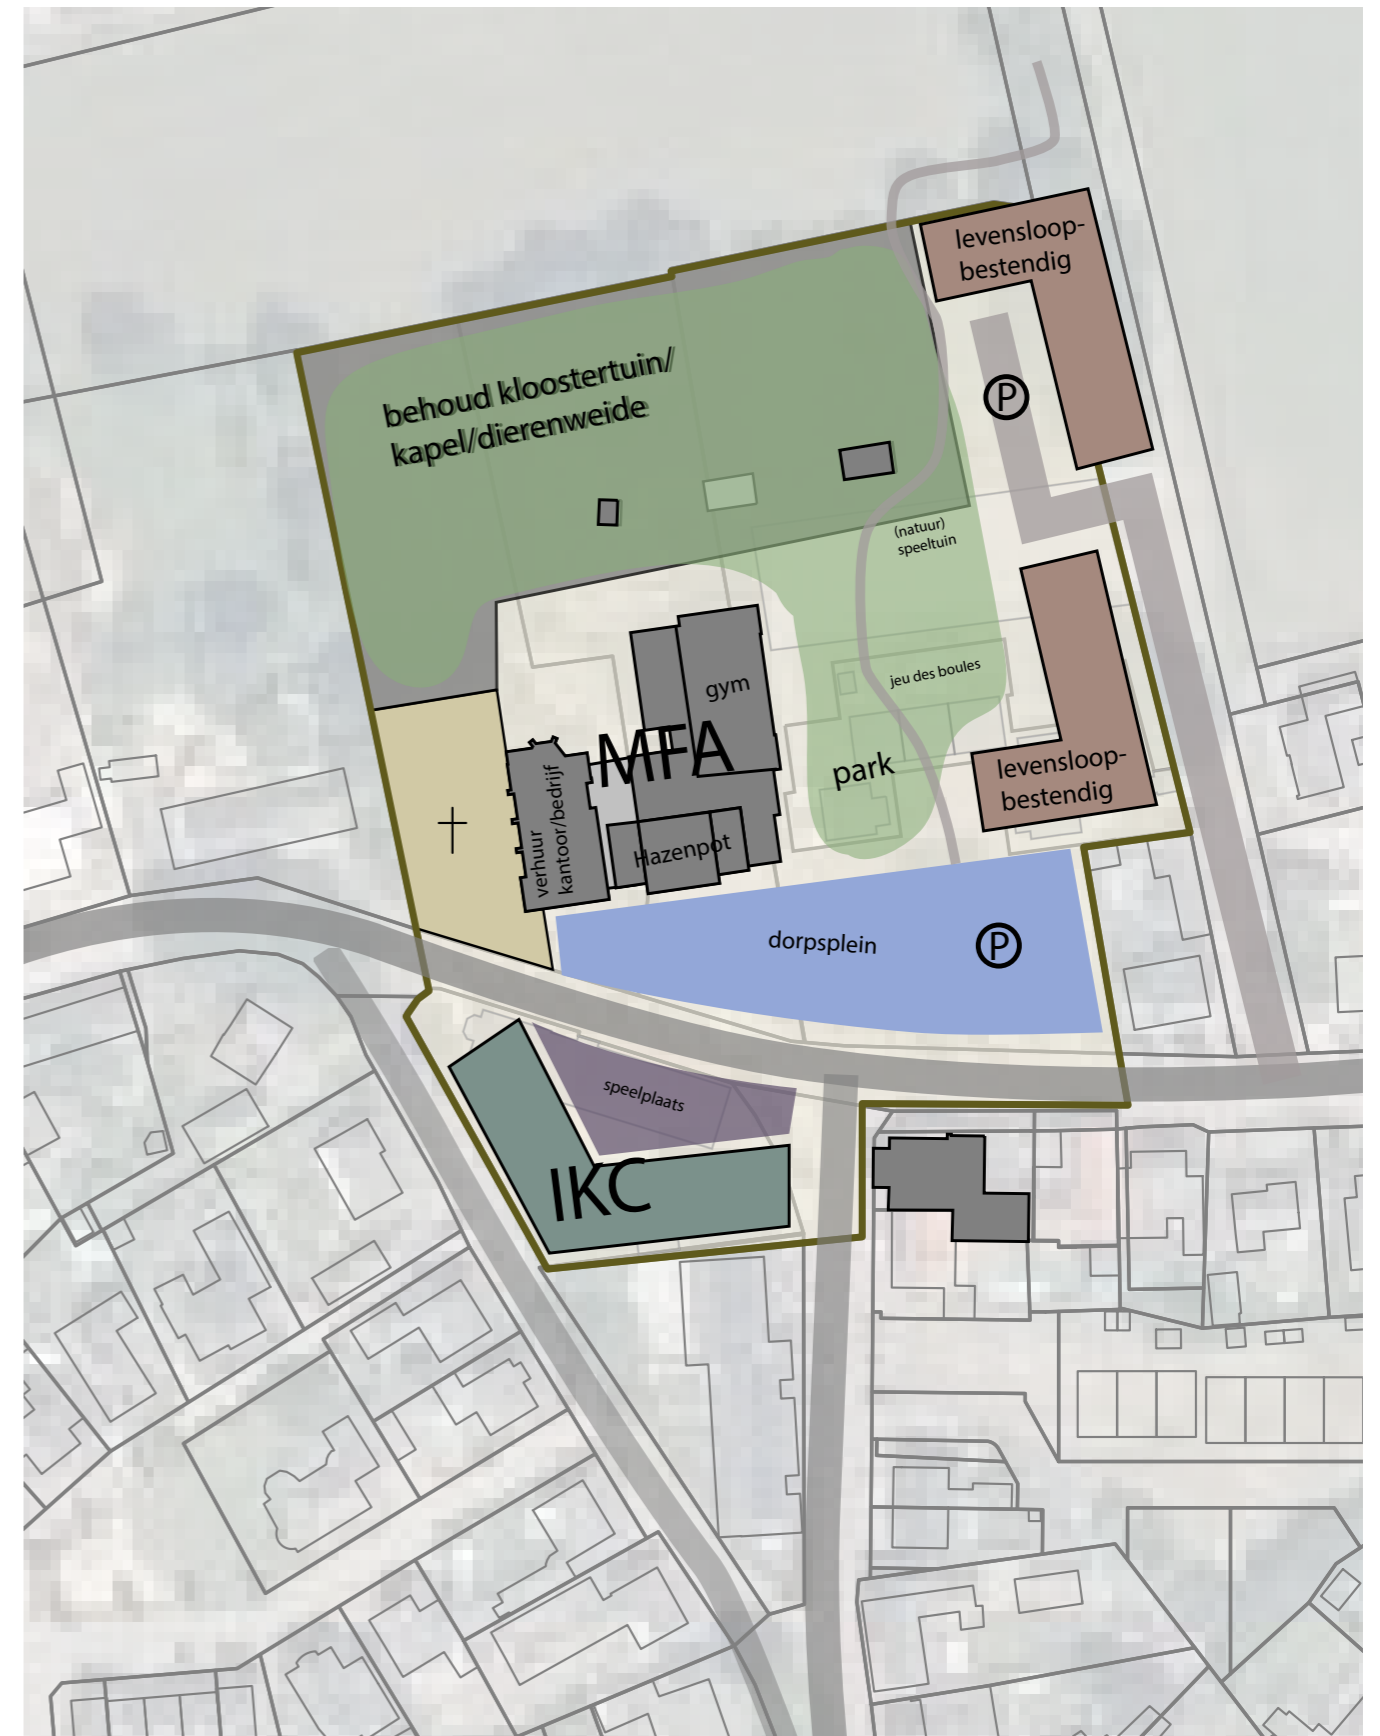 levensloop-
bestendig
behoud kloostertuin/
kapel/dierenweide
P
(natuur)
speeltuin
jeu des boules
gym
MFA
park
levensloop-
bestendig
verhuur
kantoor/bedrijf
Hazenpot
dorpsplein
P
speelplaats
IKC